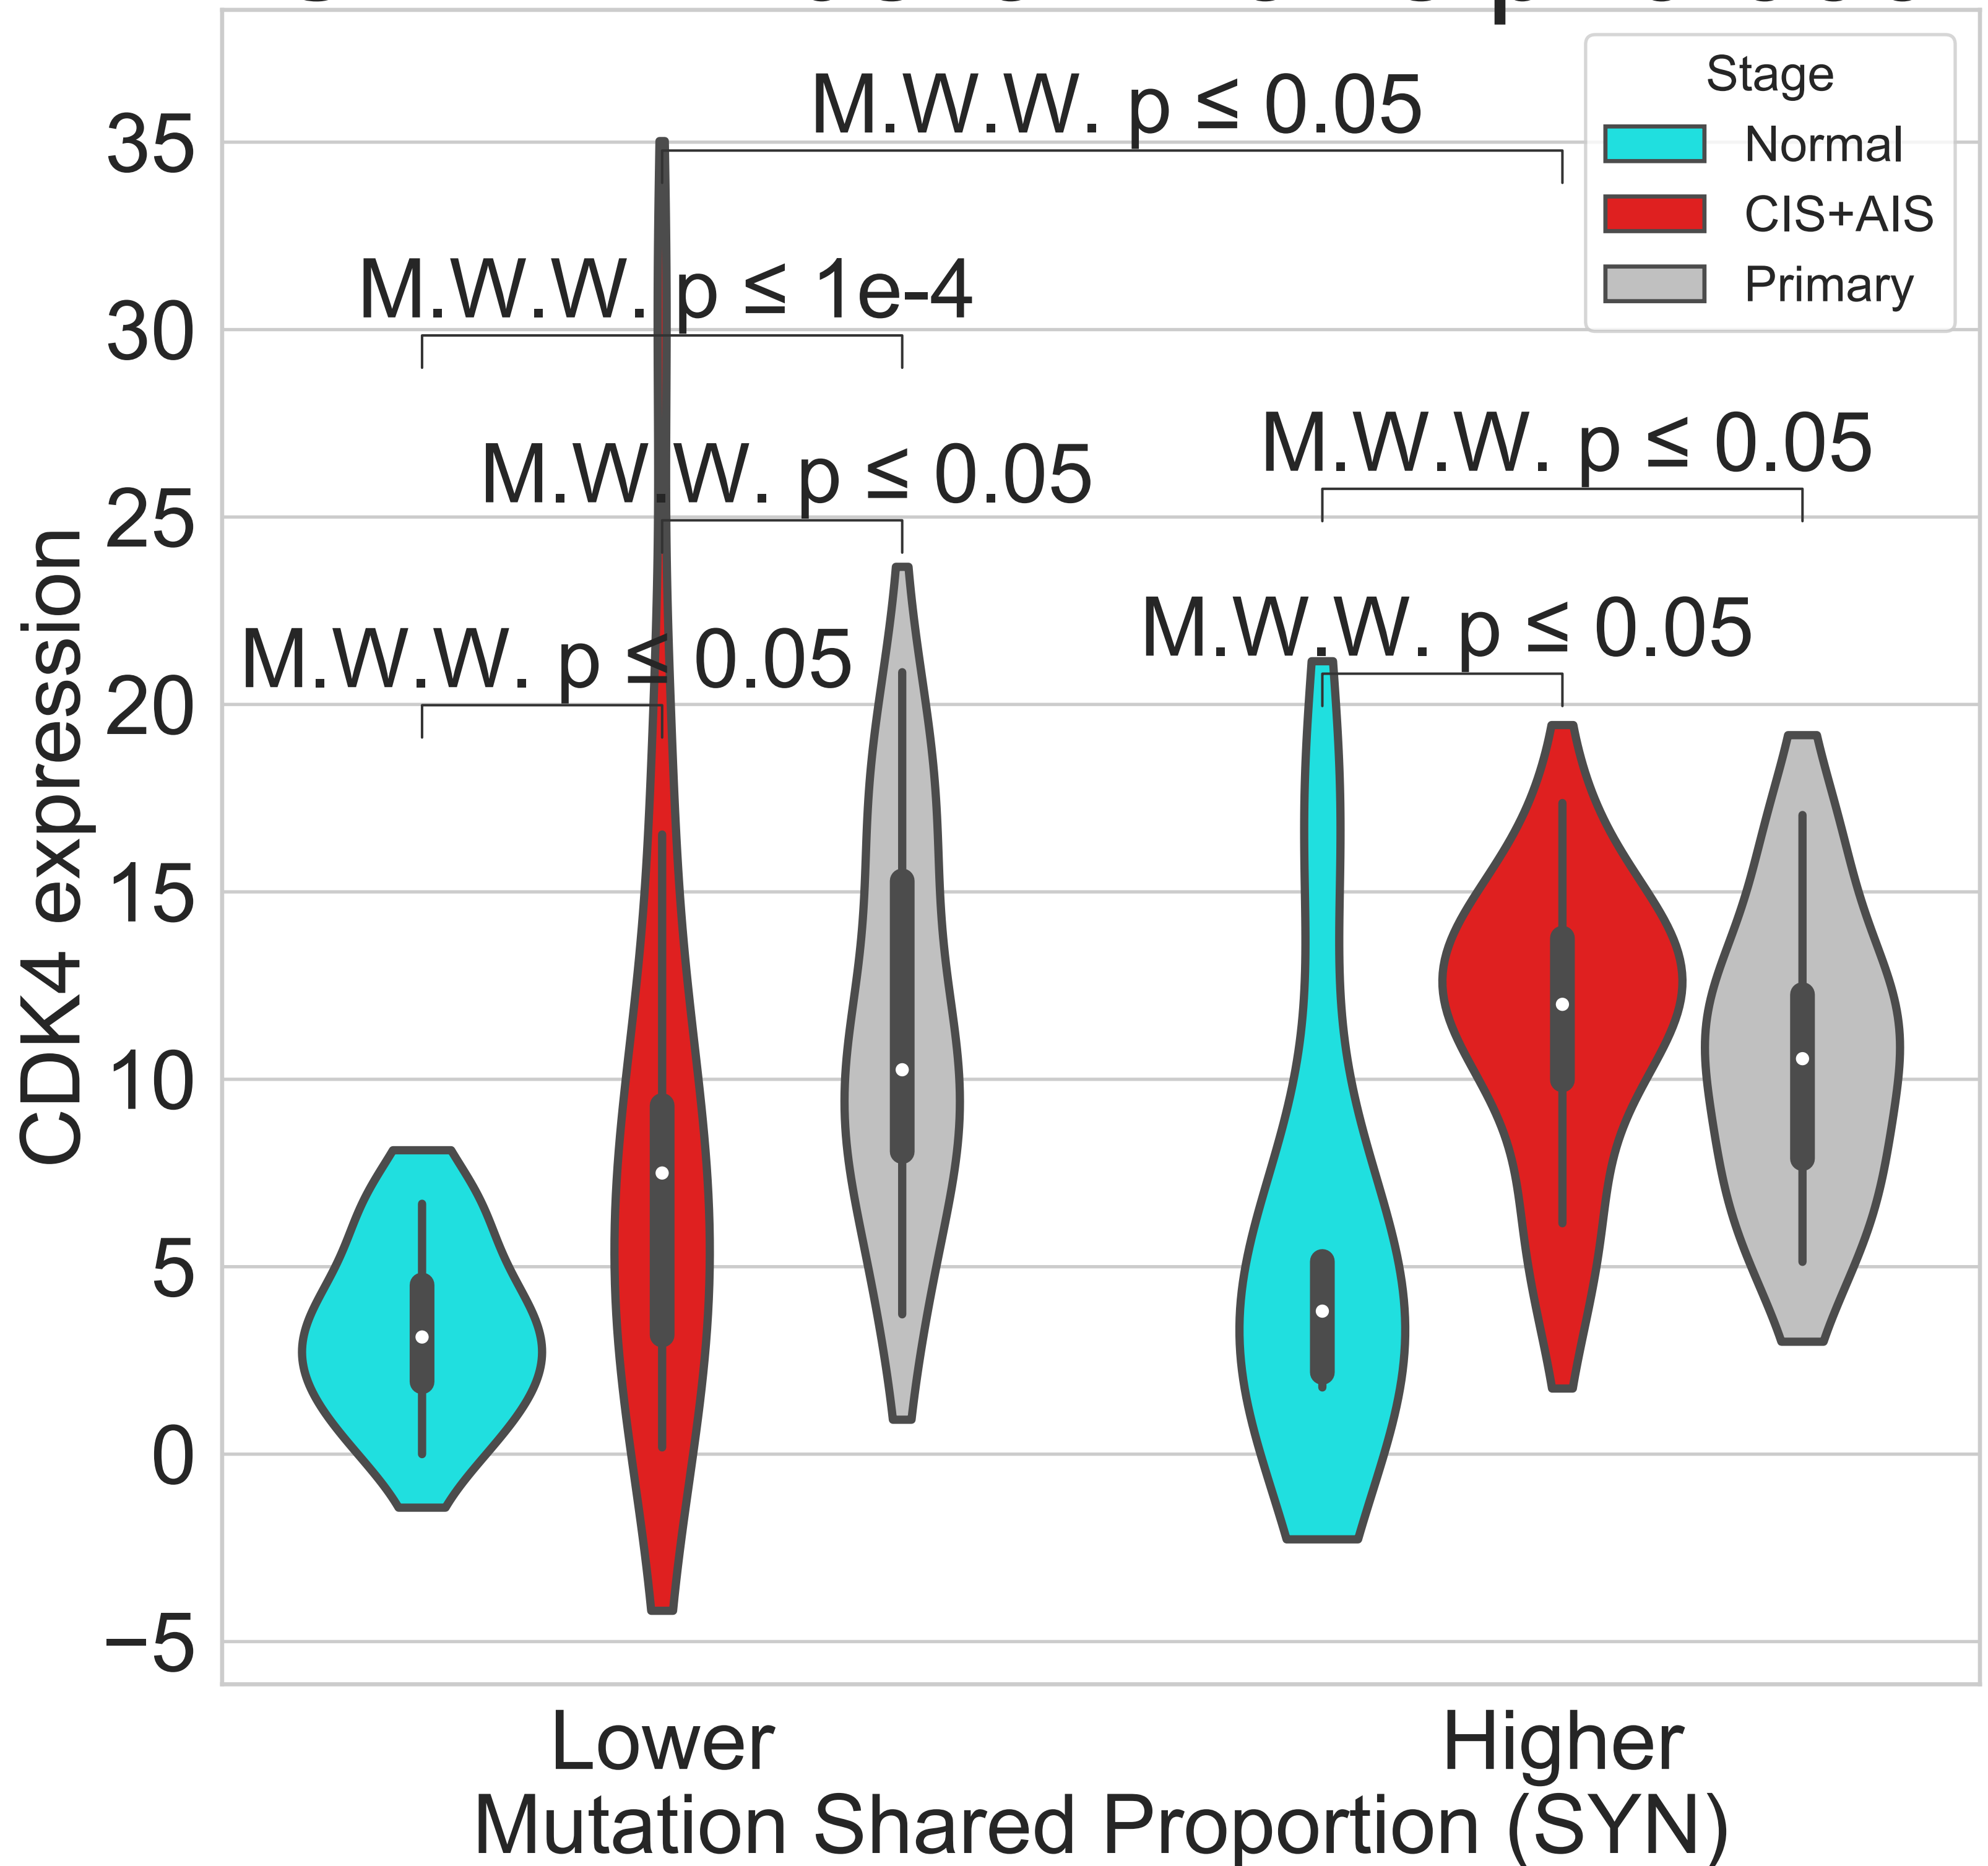 Stage
Normal
CIS+AIS
Primary
M.W.W. p ≤ 0.05
M.W.W. p ≤ 1e-4
M.W.W. p ≤ 0.05
M.W.W. p ≤ 0.05
M.W.W. p ≤ 0.05
M.W.W. p ≤ 0.05
CDK4 expression
35
30
25
20
15
10
5
0
−5
Lower
Higher
Mutation Shared Proportion (SYN)